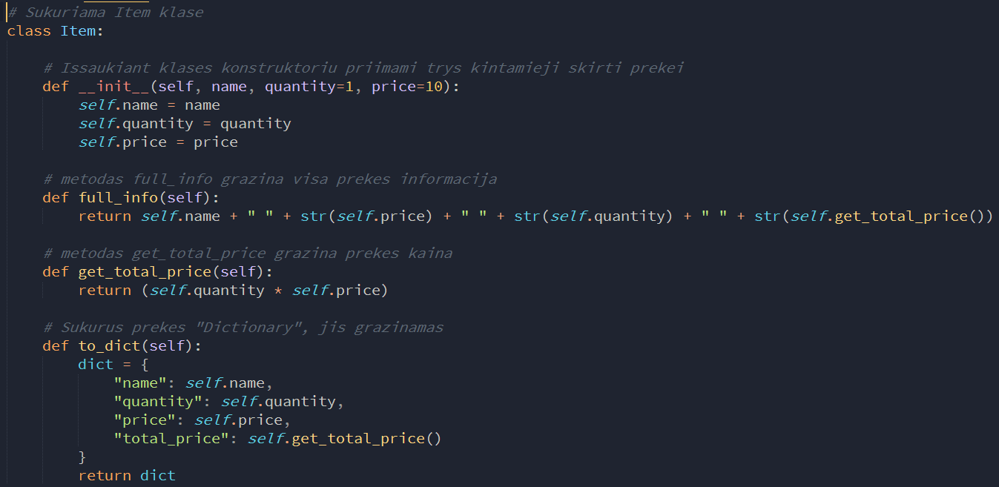 # Sukuriama Item klase
class Item:
# Issaukiant klases konstruktoriu priimami trys kintamieji skirti prekei
def __init__(self, name, quantity=1, price=10):
self.name = name
self.quantity = quantity
self.price = price
# metodas full_info grazina visa prekes informacija
def full_info(self):
return self.name + " " + str(self.price) + " " + str(self.quantity) + " " + str(self.get_total_price())
# metodas get_total_price grazina prekes kaina
def get_total_price(self):
return (self.quantity * self.price)
# Sukurus prekes "Dictionary", jis grazinamas
def to_dict(self):
dict = {
"name": self.name,
"quantity": self.quantity,
"price": self.price,
"total_price": self.get_total_price()
}
return dict